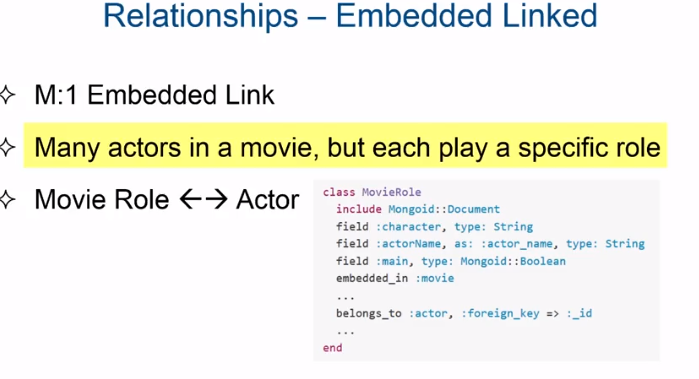 Relationships – Embedded Linked
✧ M:1 Embedded Link
✧ Many actors in a movie, but each play a specific role
✧ Movie Role ←→ Actor
class MovieRole
  include Mongoid::Document
  field :character, type: String
  field :actorName, as: :actor_name, type: String
  field :main, type: Mongoid::Boolean
  embedded_in :movie
  ...
  belongs_to :actor, :foreign_key => :_id
  ...
end